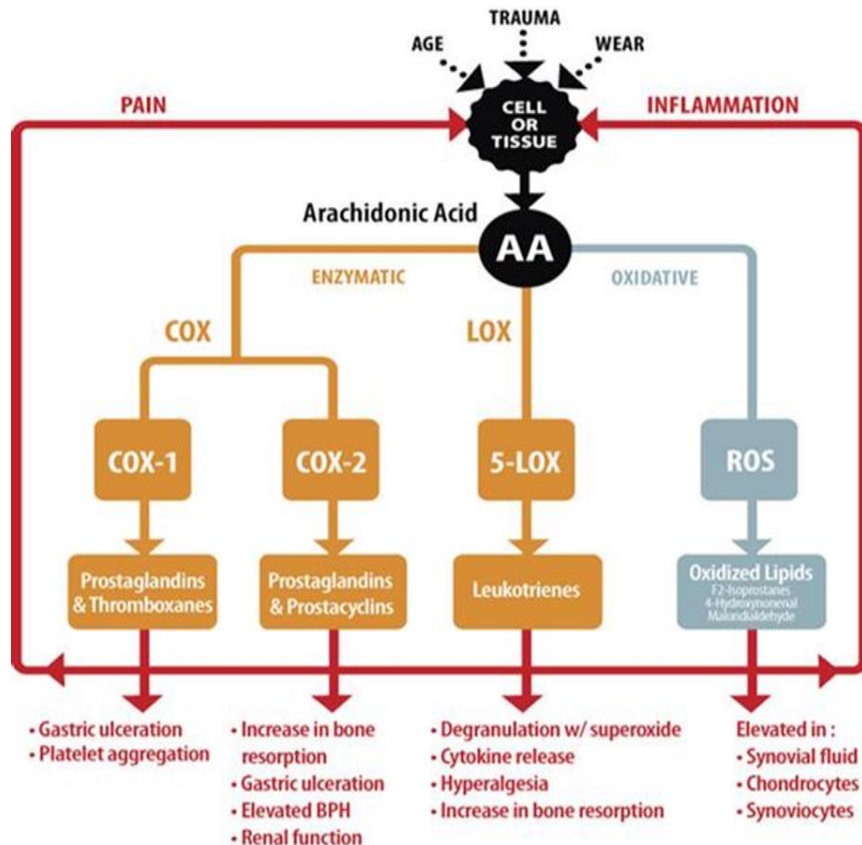 TRAUMA
AGE
WEAR
PAIN
INFLAMMATION
CELL
OR
TISSUE
Arachidonic Acid
AA
ENZYMATIC
OXIDATIVE
COX
LOX
COX-1
COX-2
5-LOX
ROS
Prostaglandins
& Thromboxanes
Prostaglandins
& Prostacyclins
Leukotrienes
Oxidized Lipids
F2-Isoprostanes
4-Hydroxynonenal
Malondialdehyde
• Gastric ulceration
• Platelet aggregation
• Increase in bone
resorption
• Gastric ulceration
• Elevated BPH
• Renal function
• Degranulation w/ superoxide
• Cytokine release
• Hyperalgesia
• Increase in bone resorption
Elevated in :
• Synovial fluid
• Chondrocytes
• Synoviocytes